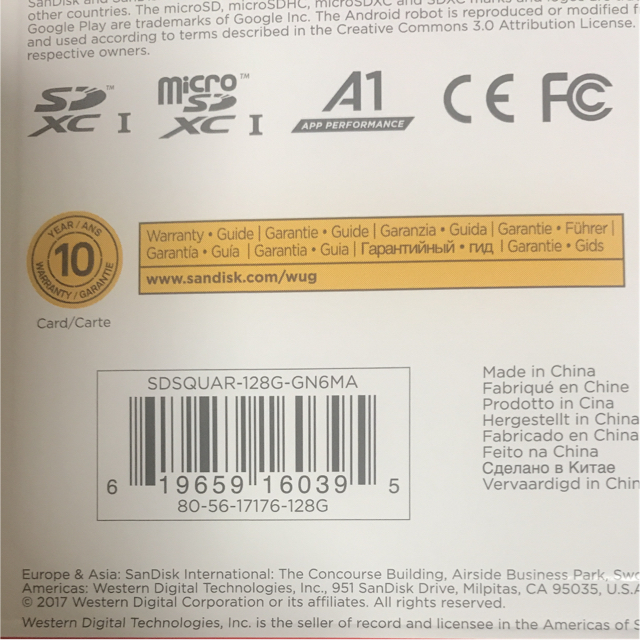 other countries. The microSD, microSDHC, microSDXC and SDXC marks and logos are
Google Play are trademarks of Google Inc. The Android robot is reproduced or modified
and used according to terms described in the Creative Commons 3.0 Attribution License.
respective owners.
SD™ XC I
micro™ SD XC I
A1 APP PERFORMANCE
CE FC
YEAR/ANS
10
WARRANTY/GARANTIE
Card/Carte
Warranty • Guide | Garantie • Guide | Garanzia • Guida | Garantie • Führer |
Garantía • Guía | Garantia • Guia | Гарантийный • гид | Garantie • Gids
www.sandisk.com/wug
SDSQUAR-128G-GN6MA
6 19659 16039 5
80-56-17176-128G
Made in China
Fabriqué en Chine
Prodotto in Cina
Hergestellt in China
Fabricado en China
Feito na China
Сделано в Китае
Vervaardigd in Chin
Europe & Asia: SanDisk International: The Concourse Building, Airside Business Park, Swo
Americas: Western Digital Technologies, Inc., 951 SanDisk Drive, Milpitas, CA 95035, U.S.A
© 2017 Western Digital Corporation or its affiliates. All rights reserved.
Western Digital Technologies, Inc. is the seller of record and licensee in the Americas of S